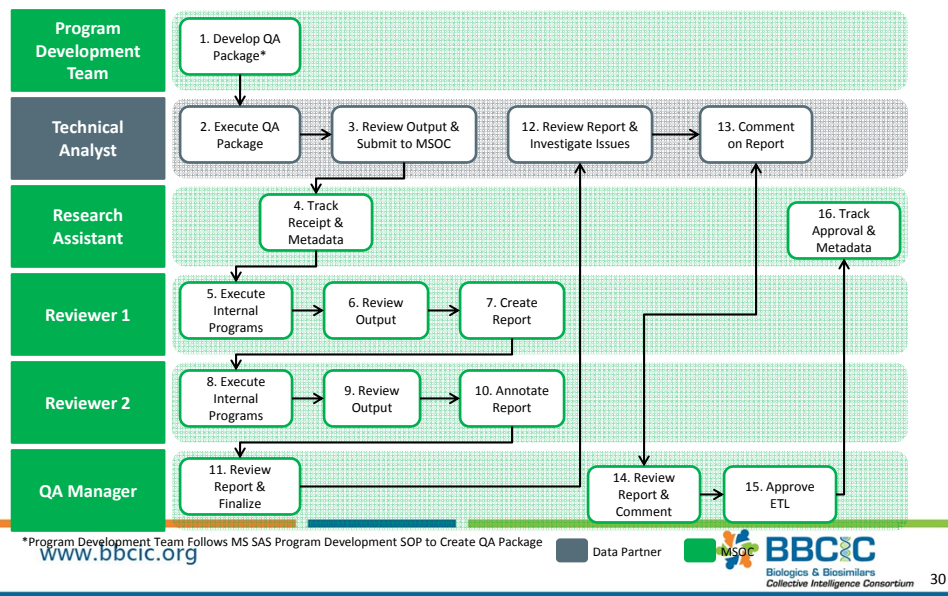 Program
Development
Team
1. Develop QA
Package*
Technical
Analyst
2. Execute QA
Package
3. Review Output &
Submit to MSOC
12. Review Report &
Investigate Issues
13. Comment
on Report
Research
Assistant
4. Track
Receipt &
Metadata
16. Track
Approval &
Metadata
Reviewer 1
5. Execute
Internal
Programs
6. Review
Output
7. Create
Report
Reviewer 2
8. Execute
Internal
Programs
9. Review
Output
10. Annotate
Report
QA Manager
11. Review
Report &
Finalize
14. Review
Report &
Comment
15. Approve
ETL
*Program Development Team Follows MS SAS Program Development SOP to Create QA Package
www.bbcic.org
Data Partner
MSOC
BBCIC
Biologics & Biosimilars
Collective Intelligence Consortium
30